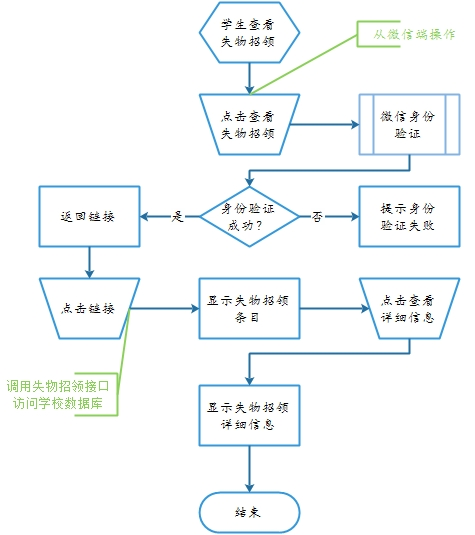 学生查看
失物招领
从微信端操作
点击查看
失物招领
微信身份
验证
返回链接
是
身份验证
成功？
否
提示身份
验证失败
点击链接
显示失物招领
条目
点击查看
详细信息
调用失物招领接口
访问学校数据库
显示失物招领
详细信息
结束